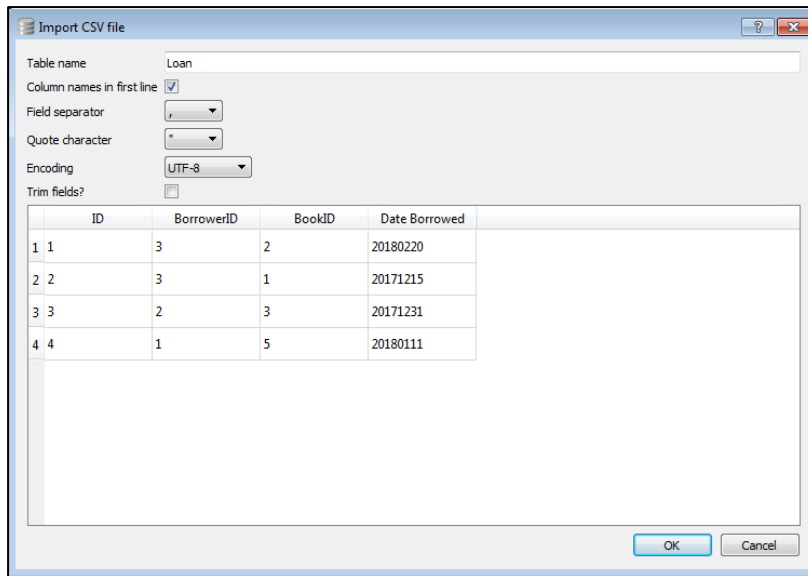 Import CSV file
Table name Loan
Column names in first line
Field separator ,
Quote character "
Encoding UTF-8
Trim fields?
ID BorrowerID BookID Date Borrowed
1 1 3 2 20180220
2 2 3 1 20171215
3 3 2 3 20171231
4 4 1 5 20180111
OK Cancel